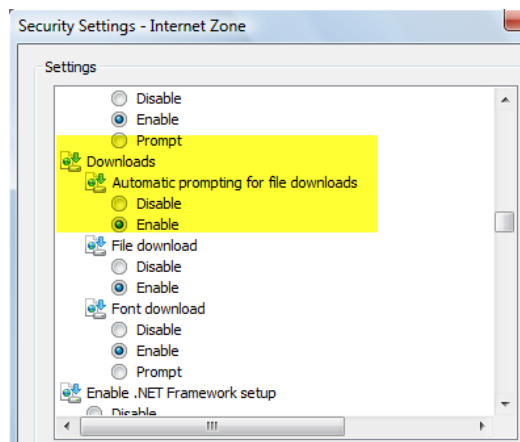 Security Settings - Internet Zone
Settings
Disable
Enable
Prompt
Downloads
Automatic prompting for file downloads
Disable
Enable
File download
Disable
Enable
Font download
Disable
Enable
Prompt
Enable .NET Framework setup
Disable